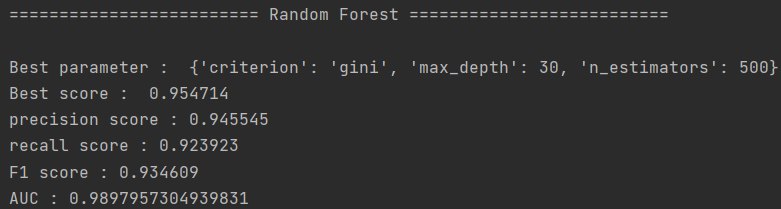 ========================= Random Forest ==========================
Best parameter :  {'criterion': 'gini', 'max_depth': 30, 'n_estimators': 500}
Best score :  0.954714
precision score : 0.945545
recall score : 0.923923
F1 score : 0.934609
AUC : 0.9897957304939831